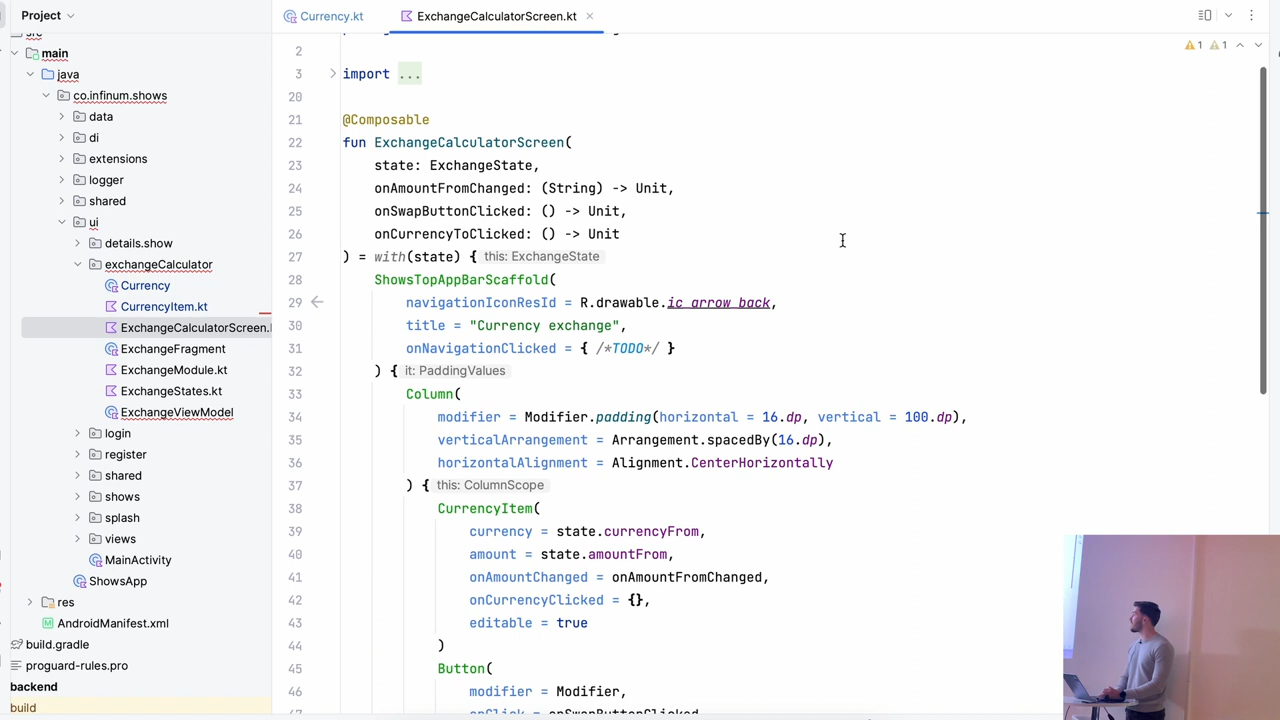 Project
Currency.kt
ExchangeCalculatorScreen.kt
src
main
java
co.infinum.shows
data
di
extensions
logger
shared
ui
details.show
exchangeCalculator
Currency
CurrencyItem.kt
ExchangeCalculatorScreen.
ExchangeFragment
ExchangeModule.kt
ExchangeStates.kt
ExchangeViewModel
login
register
shared
shows
splash
views
MainActivity
ShowsApp
res
AndroidManifest.xml
build.gradle
proguard-rules.pro
backend
build
1 1
2
3 import ...
20
21 @Composable
22 fun ExchangeCalculatorScreen(
23 state: ExchangeState,
24 onAmountFromChanged: (String) -> Unit,
25 onSwapButtonClicked: () -> Unit,
26 onCurrencyToClicked: () -> Unit
27 ) = with(state) { this: ExchangeState
28 ShowsTopAppBarScaffold(
29 navigationIconResId = R.drawable.ic_arrow_back,
30 title = "Currency exchange",
31 onNavigationClicked = { /*TODO*/ }
32 ) { it: PaddingValues
33 Column(
34 modifier = Modifier.padding(horizontal = 16.dp, vertical = 100.dp),
35 verticalArrangement = Arrangement.spacedBy(16.dp),
36 horizontalAlignment = Alignment.CenterHorizontally
37 ) { this: ColumnScope
38 CurrencyItem(
39 currency = state.currencyFrom,
40 amount = state.amountFrom,
41 onAmountChanged = onAmountFromChanged,
42 onCurrencyClicked = {},
43 editable = true
44 )
45 Button(
46 modifier = Modifier,
47 onClick = onSwapButtonClicked